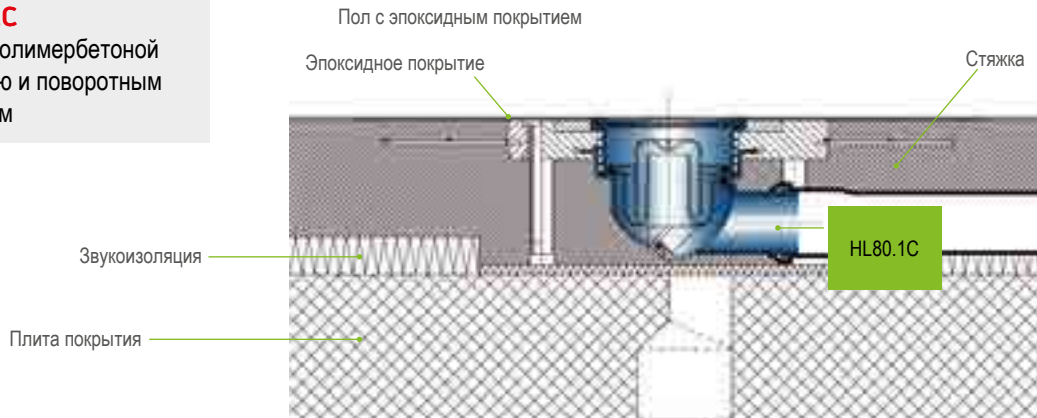 C
олимербетоной
ю и поворотным
м
Пол с эпоксидным покрытием
Эпоксидное покрытие
Стяжка
Звукоизоляция
HL80.1C
Плита покрытия